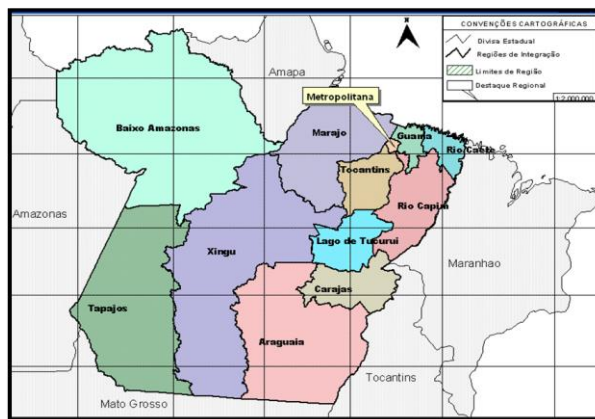 CONVENÇÕES CARTOGRÁFICAS
Divisa Estadual
Regiões de Integração
Limites de Região
Destaque Regional
1:2.000.000
Amapa
Metropolitana
Baixo Amazonas
Marajo
Guama
Rio Caete
Tocantins
Rio Capim
Amazonas
Xingu
Lago de Tucurui
Maranhao
Carajas
Tapajos
Araguaia
Tocantins
Mato Grosso